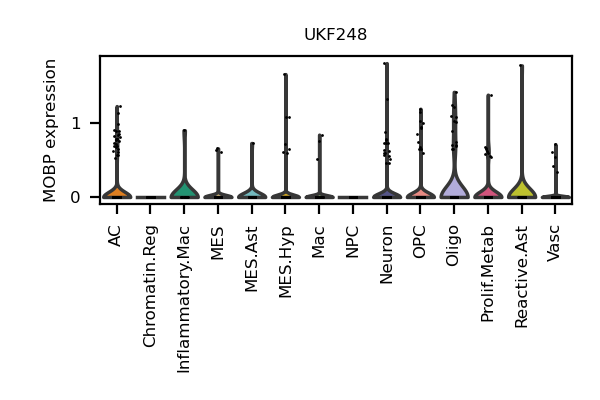 UKF248
MOBP expression
1
0
AC
Chromatin.Reg
Inflammatory.Mac
MES
MES.Ast
MES.Hyp
Mac
NPC
Neuron
OPC
Oligo
Prolif.Metab
Reactive.Ast
Vasc